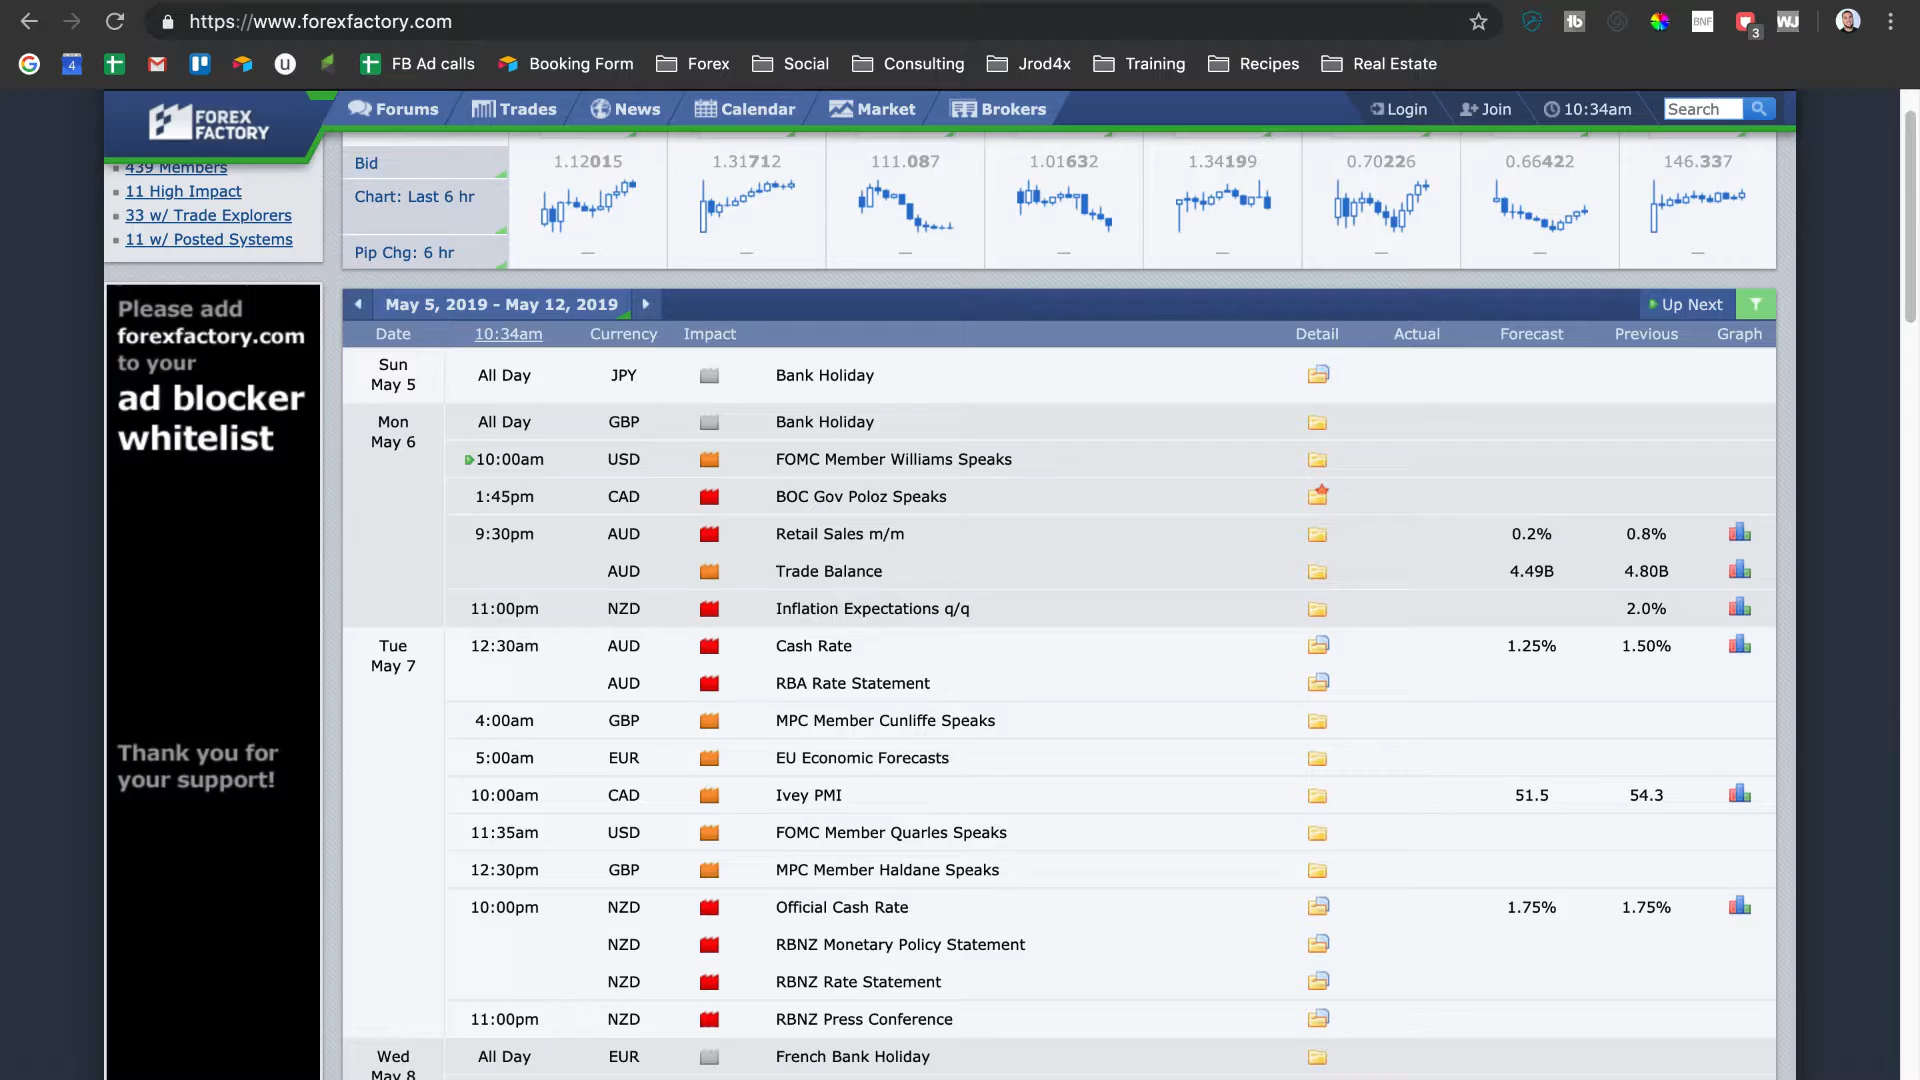 https://www.forexfactory.com
tb
BNF
3
WJ
4
u
FB Ad calls
Booking Form
Forex
Social
Consulting
Jrod4x
Training
Recipes
Real Estate
FOREX
FACTORY
Forums
Trades
News
Calendar
Market
Brokers
Login
Join
10:34am
Search
439 Members
11 High Impact
33 w/ Trade Explorers
11 w/ Posted Systems
Bid 1.12015 1.31712 111.087 1.01632 1.34199 0.70226 0.66422 146.337
Chart: Last 6 hr
Pip Chg: 6 hr — — — — — — — —
Please add
forexfactory.com
to your
ad blocker
whitelist
Thank you for
your support!
May 5, 2019 - May 12, 2019
Up Next
Date 10:34am Currency Impact Detail Actual Forecast Previous Graph
Sun
May 5
All Day JPY Bank Holiday
Mon
May 6
All Day GBP Bank Holiday
10:00am USD FOMC Member Williams Speaks
1:45pm CAD BOC Gov Poloz Speaks
9:30pm AUD Retail Sales m/m 0.2% 0.8%
AUD Trade Balance 4.49B 4.80B
11:00pm NZD Inflation Expectations q/q 2.0%
Tue
May 7
12:30am AUD Cash Rate 1.25% 1.50%
AUD RBA Rate Statement
4:00am GBP MPC Member Cunliffe Speaks
5:00am EUR EU Economic Forecasts
10:00am CAD Ivey PMI 51.5 54.3
11:35am USD FOMC Member Quarles Speaks
12:30pm GBP MPC Member Haldane Speaks
10:00pm NZD Official Cash Rate 1.75% 1.75%
NZD RBNZ Monetary Policy Statement
NZD RBNZ Rate Statement
11:00pm NZD RBNZ Press Conference
Wed
May 8
All Day EUR French Bank Holiday